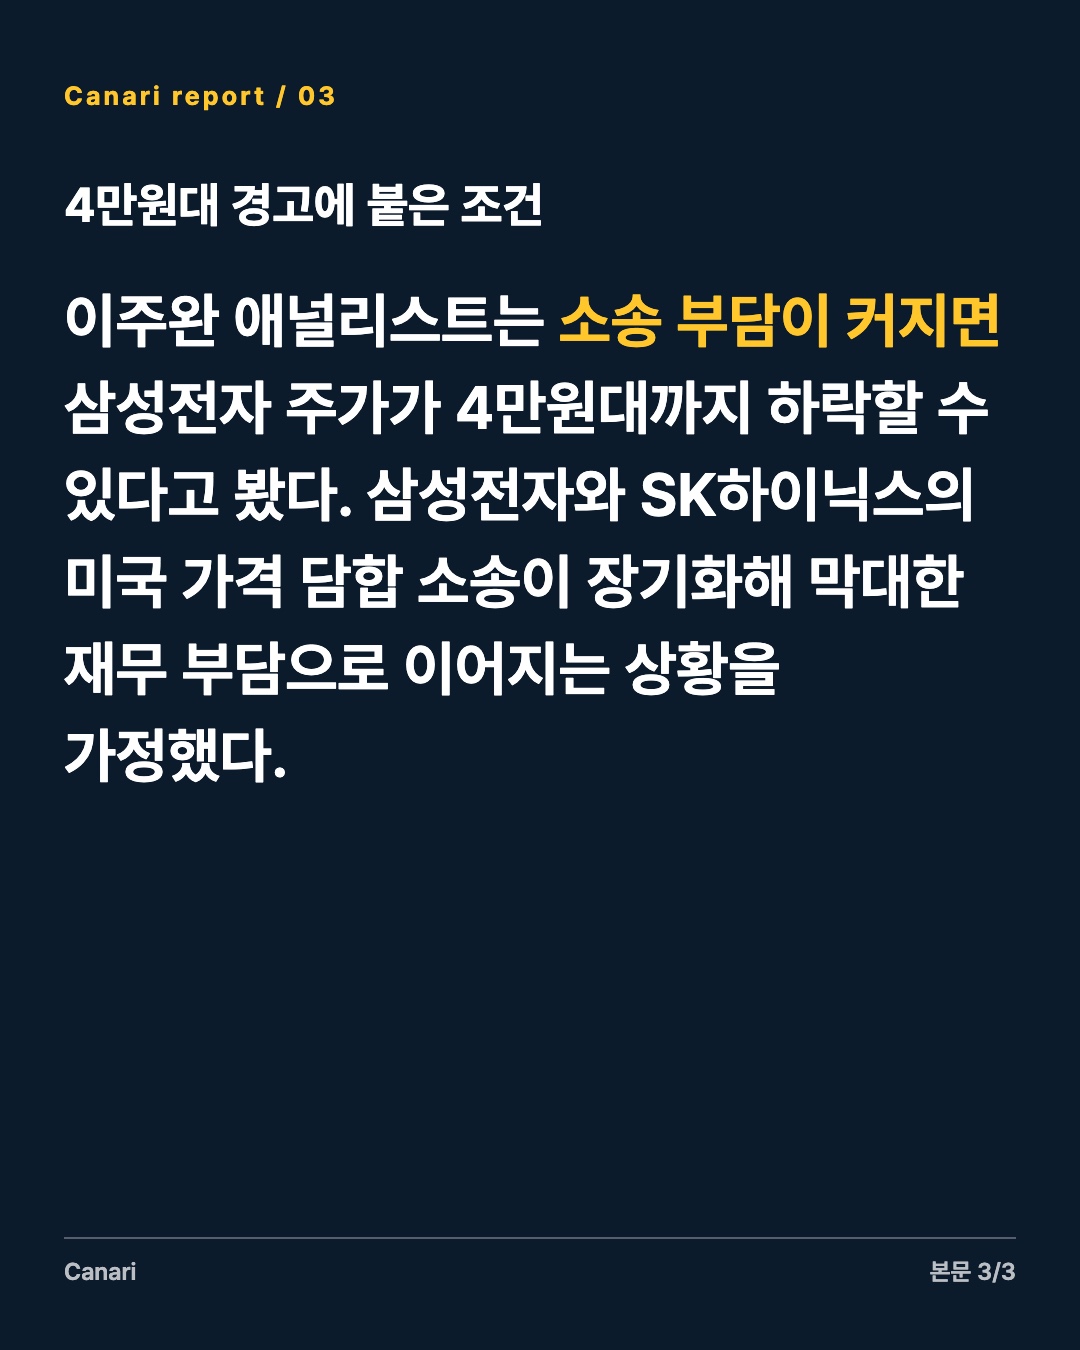 Canari report / 03
4만원대 경고에 붙은 조건
이주완 애널리스트는 소송 부담이 커지면
삼성전자 주가가 4만원대까지 하락할 수
있다고 봤다. 삼성전자와 SK하이닉스의
미국 가격 담합 소송이 장기화해 막대한
재무 부담으로 이어지는 상황을
가정했다.
Canari
본문 3/3